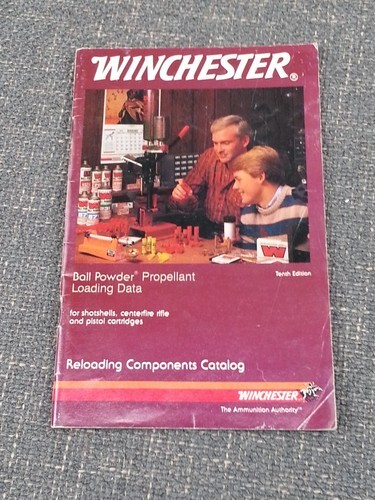 WINCHESTER®
W
Ball Powder® Propellant
Loading Data
Tenth Edition
for shotshells, centerfire rifle
and pistol cartridges
Reloading Components Catalog
WINCHESTER
The Ammunition Authority™